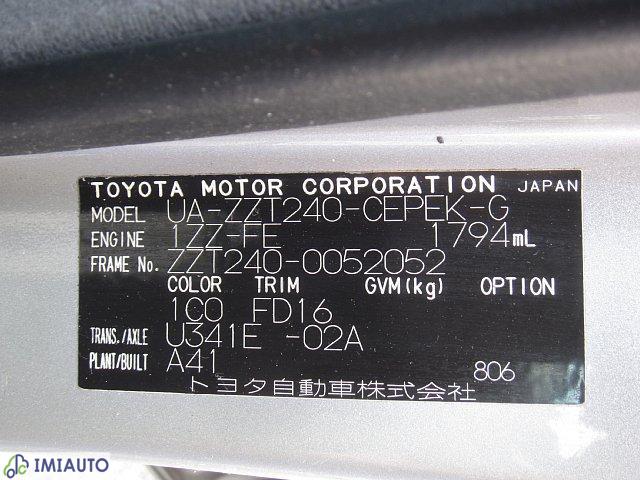 TOYOTA MOTOR CORPORATION JAPAN
MODEL UA-ZZT240-CEPEK-G
ENGINE 1ZZ-FE 1794mL
FRAME No. ZZT240-0052052
COLOR TRIM GVM(kg) OPTION
1C0 FD16
TRANS./AXLE U341E -02A
PLANT/BUILT A41 806
トヨタ自動車株式会社
IMIAUTO